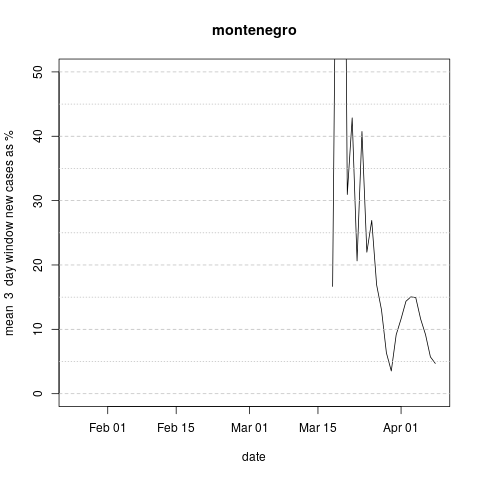 montenegro
mean 3 day window new cases as %
50
40
30
20
10
0
Feb 01
Feb 15
Mar 01
Mar 15
Apr 01
date